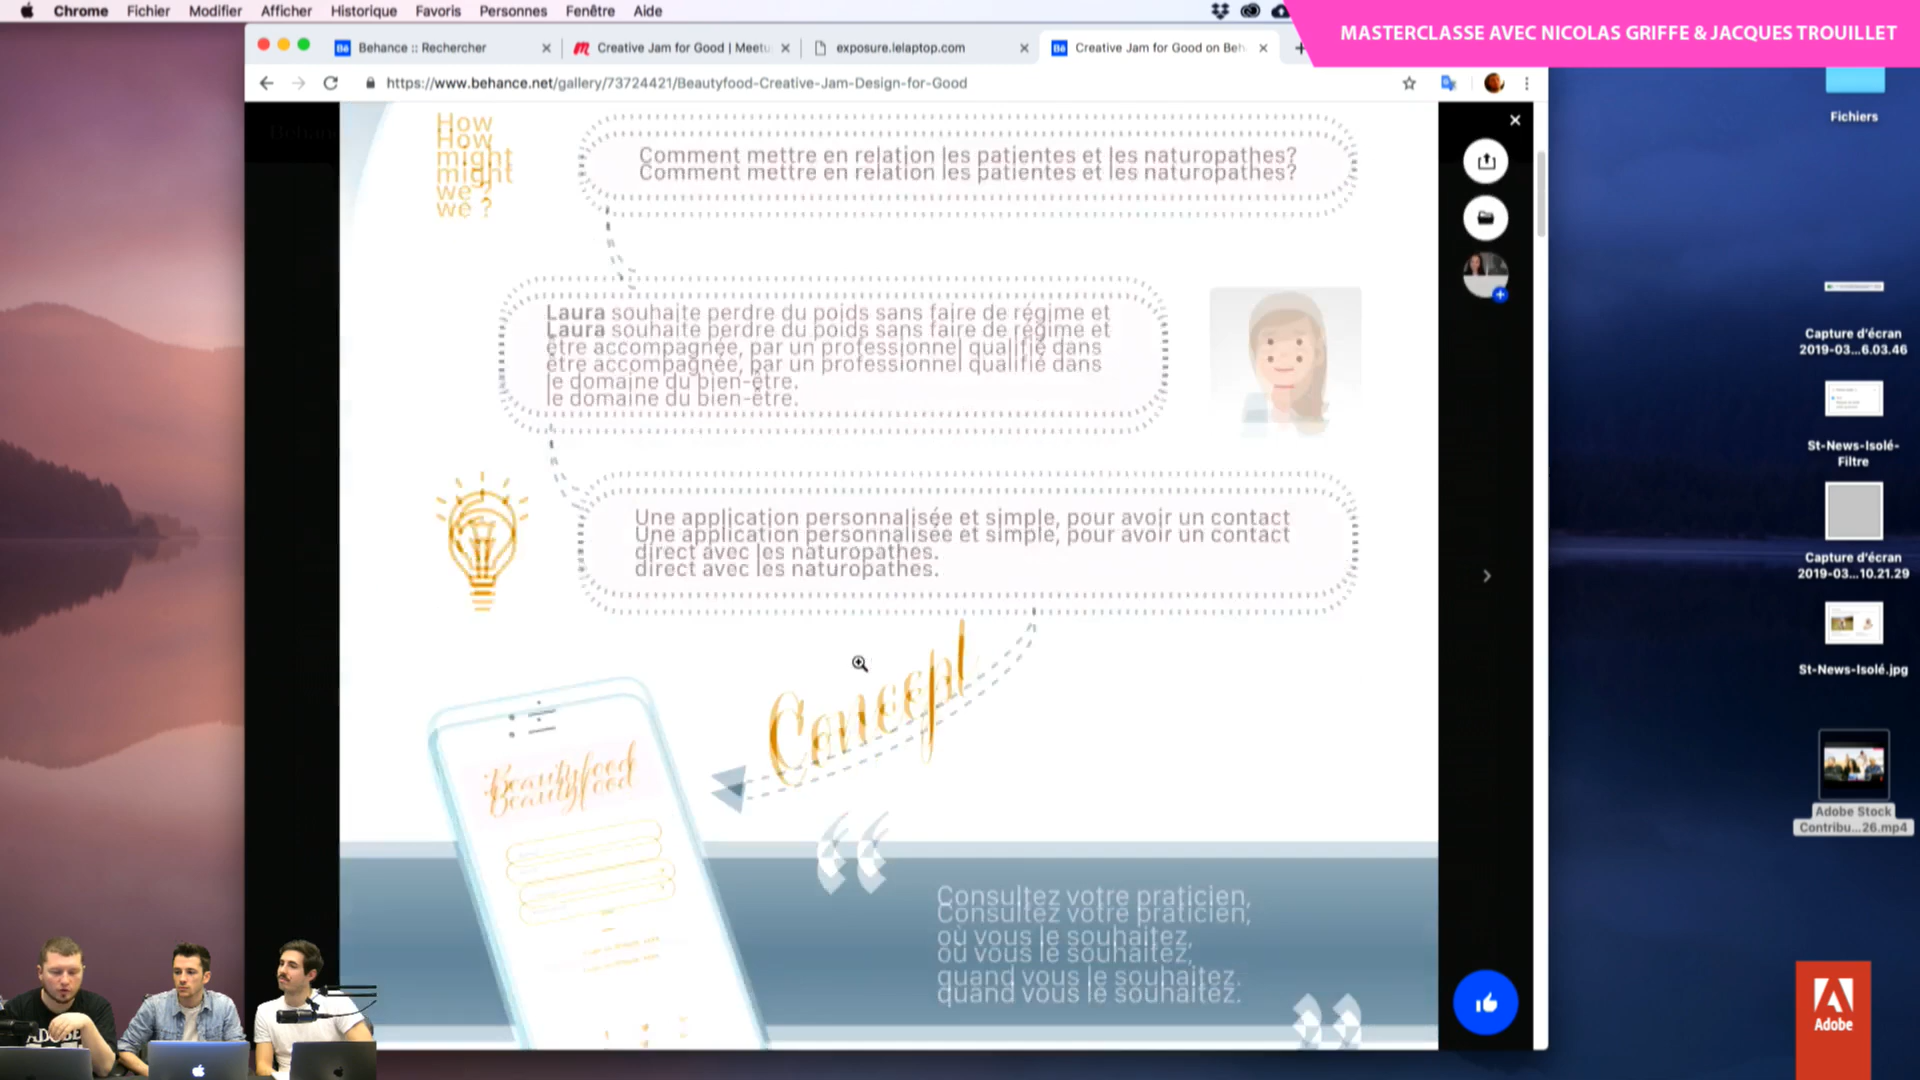 Chrome Fichier Modifier Afficher Historique Favoris Personnes Fenêtre Aide
MASTERCLASSE AVEC NICOLAS GRIFFE & JACQUES TROUILLET
Behance :: Rechercher
Creative Jam for Good | Meetu
exposure.lelaptop.com
Creative Jam for Good on Beh
https://www.behance.net/gallery/73724421/Beautyfood-Creative-Jam-Design-for-Good
How
might
we ?
Comment mettre en relation les patientes et les naturopathes?
Laura souhaite perdre du poids sans faire de régime et
être accompagnée, par un professionnel qualifié dans
le domaine du bien-être.
Une application personnalisée et simple, pour avoir un contact
direct avec les naturopathes.
Concept
Beautyfood
Consultez votre praticien,
où vous le souhaitez,
quand vous le souhaitez.
Fichiers
Capture d'écran
2019-03...6.03.46
St-News-Isolé-
Filtre
Capture d'écran
2019-03...10.21.29
St-News-Isolé.jpg
Adobe Stock
Contribu...26.mp4
Adobe